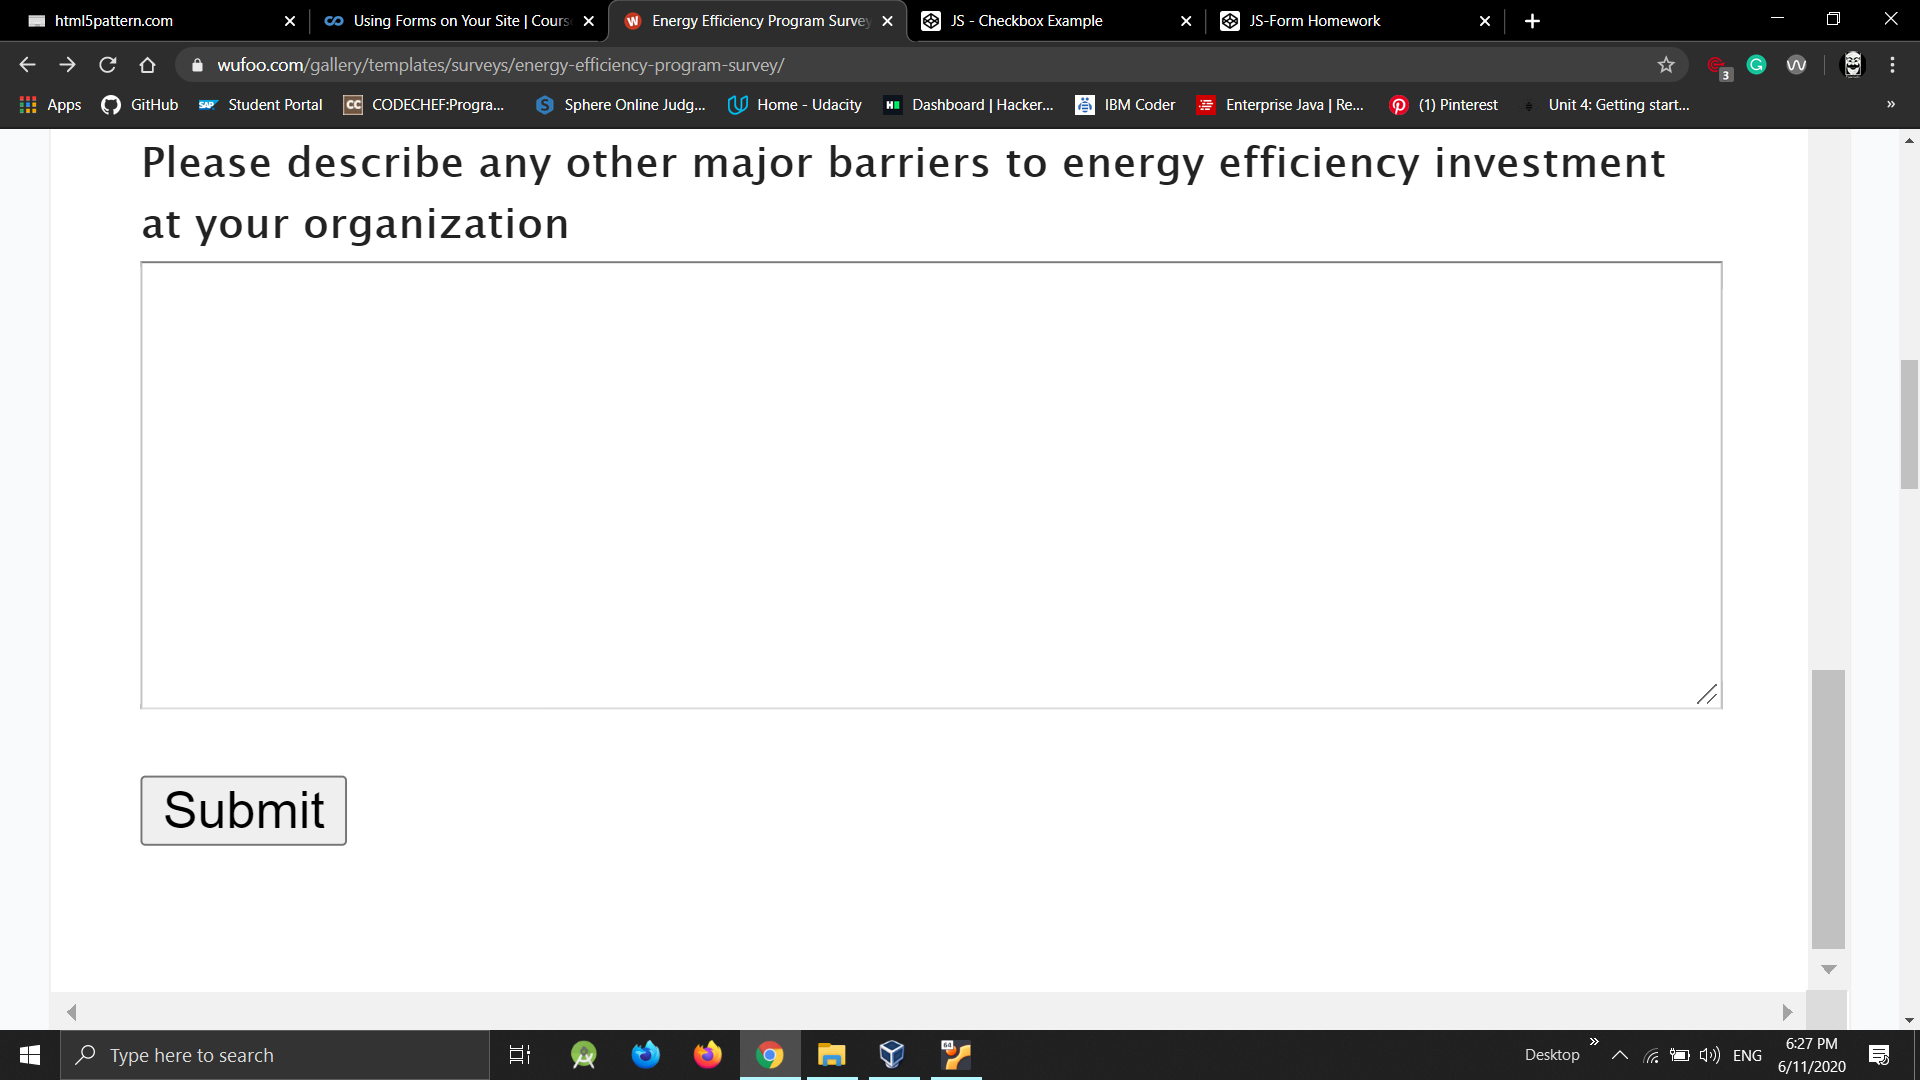 html5pattern.com
Using Forms on Your Site | Cours
Energy Efficiency Program Survey
JS - Checkbox Example
JS-Form Homework
wufoo.com/gallery/templates/surveys/energy-efficiency-program-survey/
3
Apps
GitHub
SAP
Student Portal
CC
CODECHEF:Progra...
Sphere Online Judg...
Home - Udacity
H
Dashboard | Hacker...
IBM Coder
Enterprise Java | Re...
(1) Pinterest
Unit 4: Getting start...
»
Please describe any other major barriers to energy efficiency investment
at your organization
Submit
Type here to search
64
Desktop
»
ENG
6:27 PM
6/11/2020